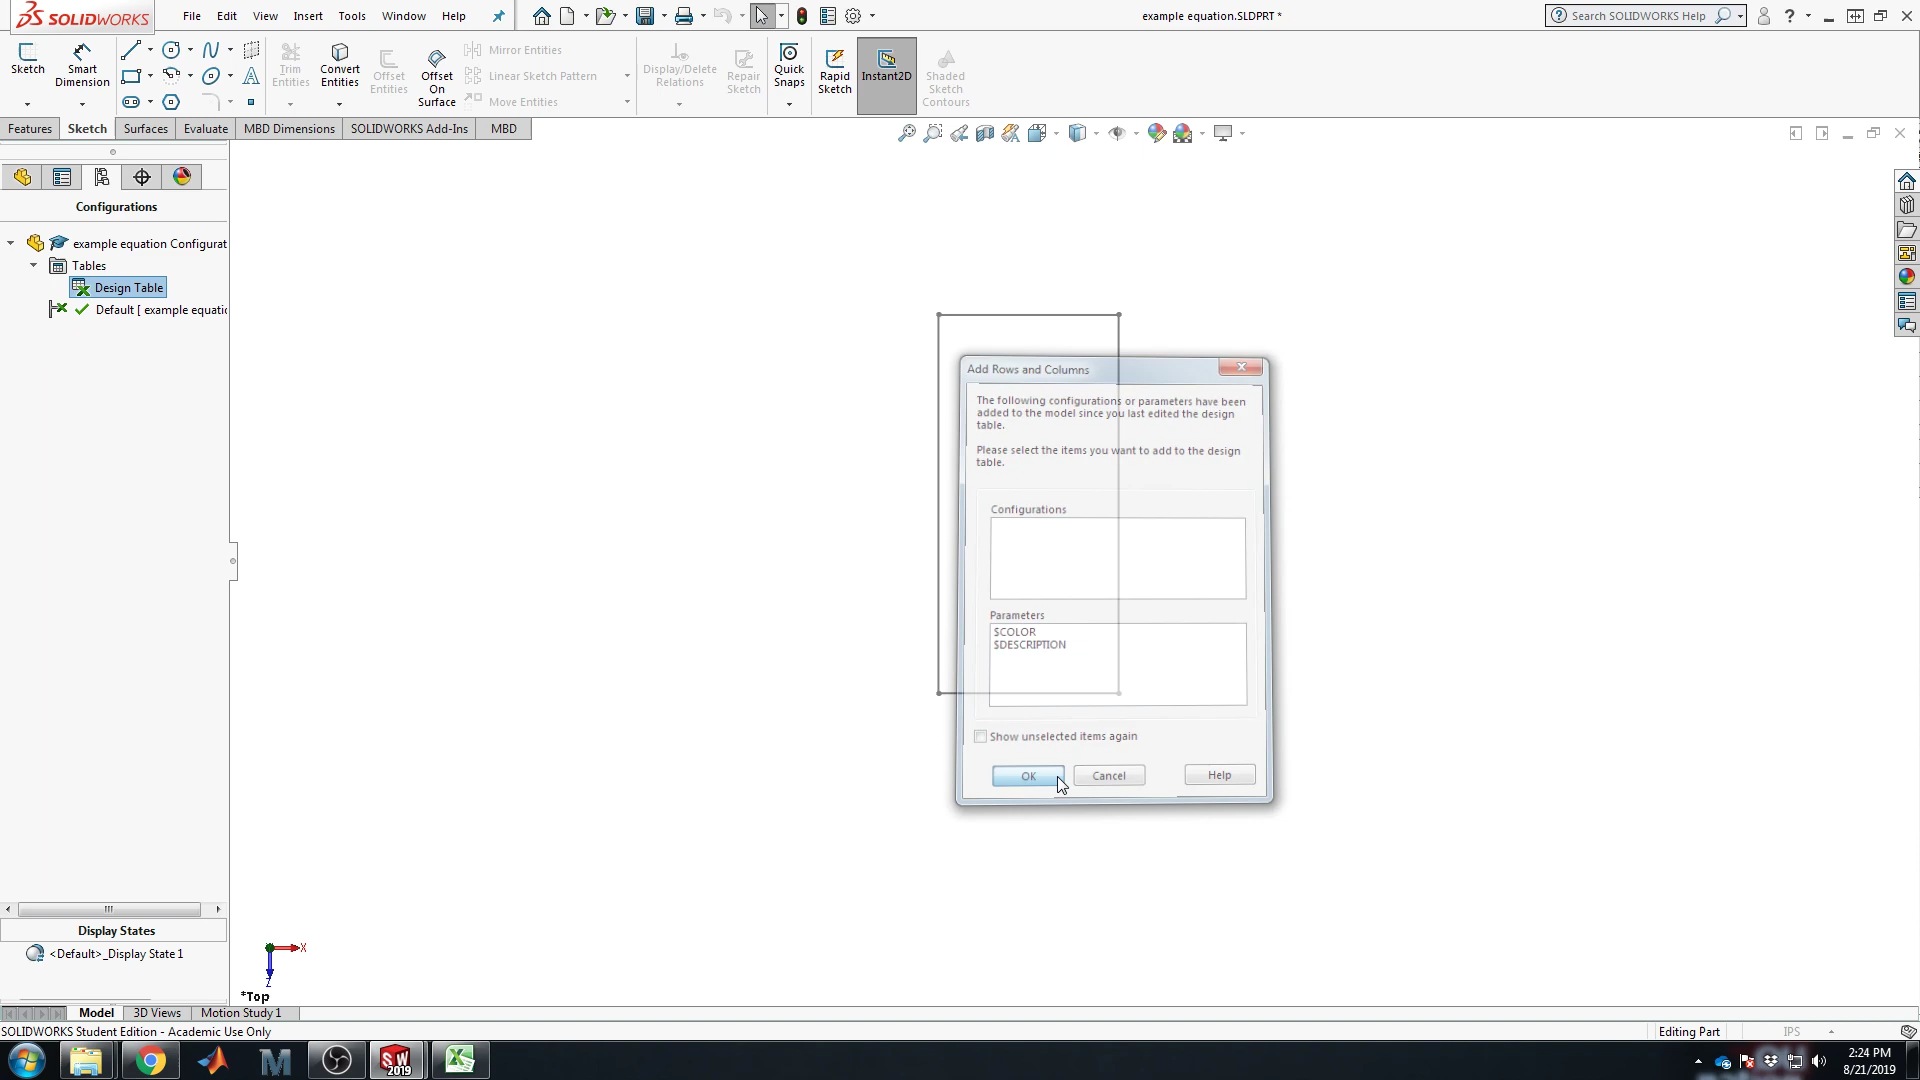 SOLIDWORKS
File Edit View Insert Tools Window Help
example equation.SLDPRT *
Search SOLIDWORKS Help
Sketch
Smart Dimension
Trim Entities
Convert Entities
Offset Entities
Offset On Surface
Mirror Entities
Linear Sketch Pattern
Move Entities
Display/Delete Relations
Repair Sketch
Quick Snaps
Rapid Sketch
Instant2D
Shaded Sketch Contours
Features Sketch Surfaces Evaluate MBD Dimensions SOLIDWORKS Add-Ins MBD
Configurations
example equation Configurat
Tables
Design Table
Default [ example equatio
Add Rows and Columns
The following configurations or parameters have been
added to the model since you last edited the design
table.
Please select the items you want to add to the design
table.
Configurations
Parameters
$COLOR
$DESCRIPTION
Show unselected items again
OK Cancel Help
Display States
<Default>_Display State 1
X
Z
*Top
Model 3D Views Motion Study 1
SOLIDWORKS Student Edition - Academic Use Only
Editing Part
IPS
SW
2019
2:24 PM
8/21/2019